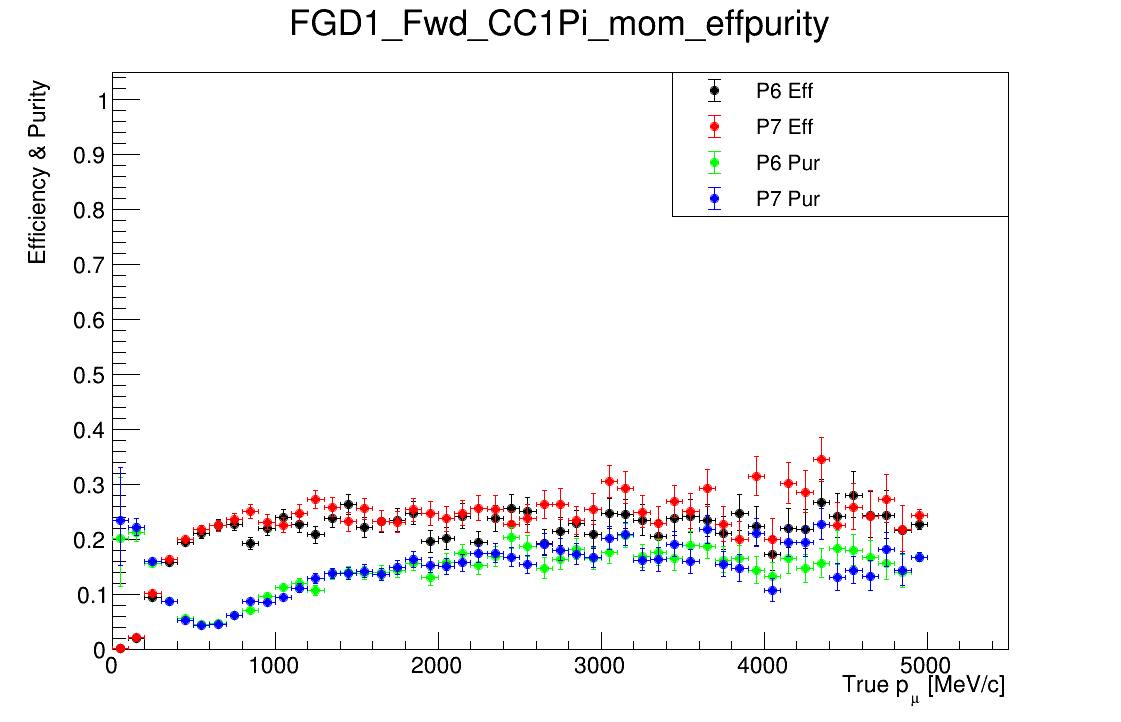 FGD1_Fwd_CC1Pi_mom_effpurity
Efficiency & Purity
1
0.9
0.8
0.7
0.6
0.5
0.4
0.3
0.2
0.1
0
P6 Eff
P7 Eff
P6 Pur
P7 Pur
0 1000 2000 3000 4000 5000
True pμ [MeV/c]